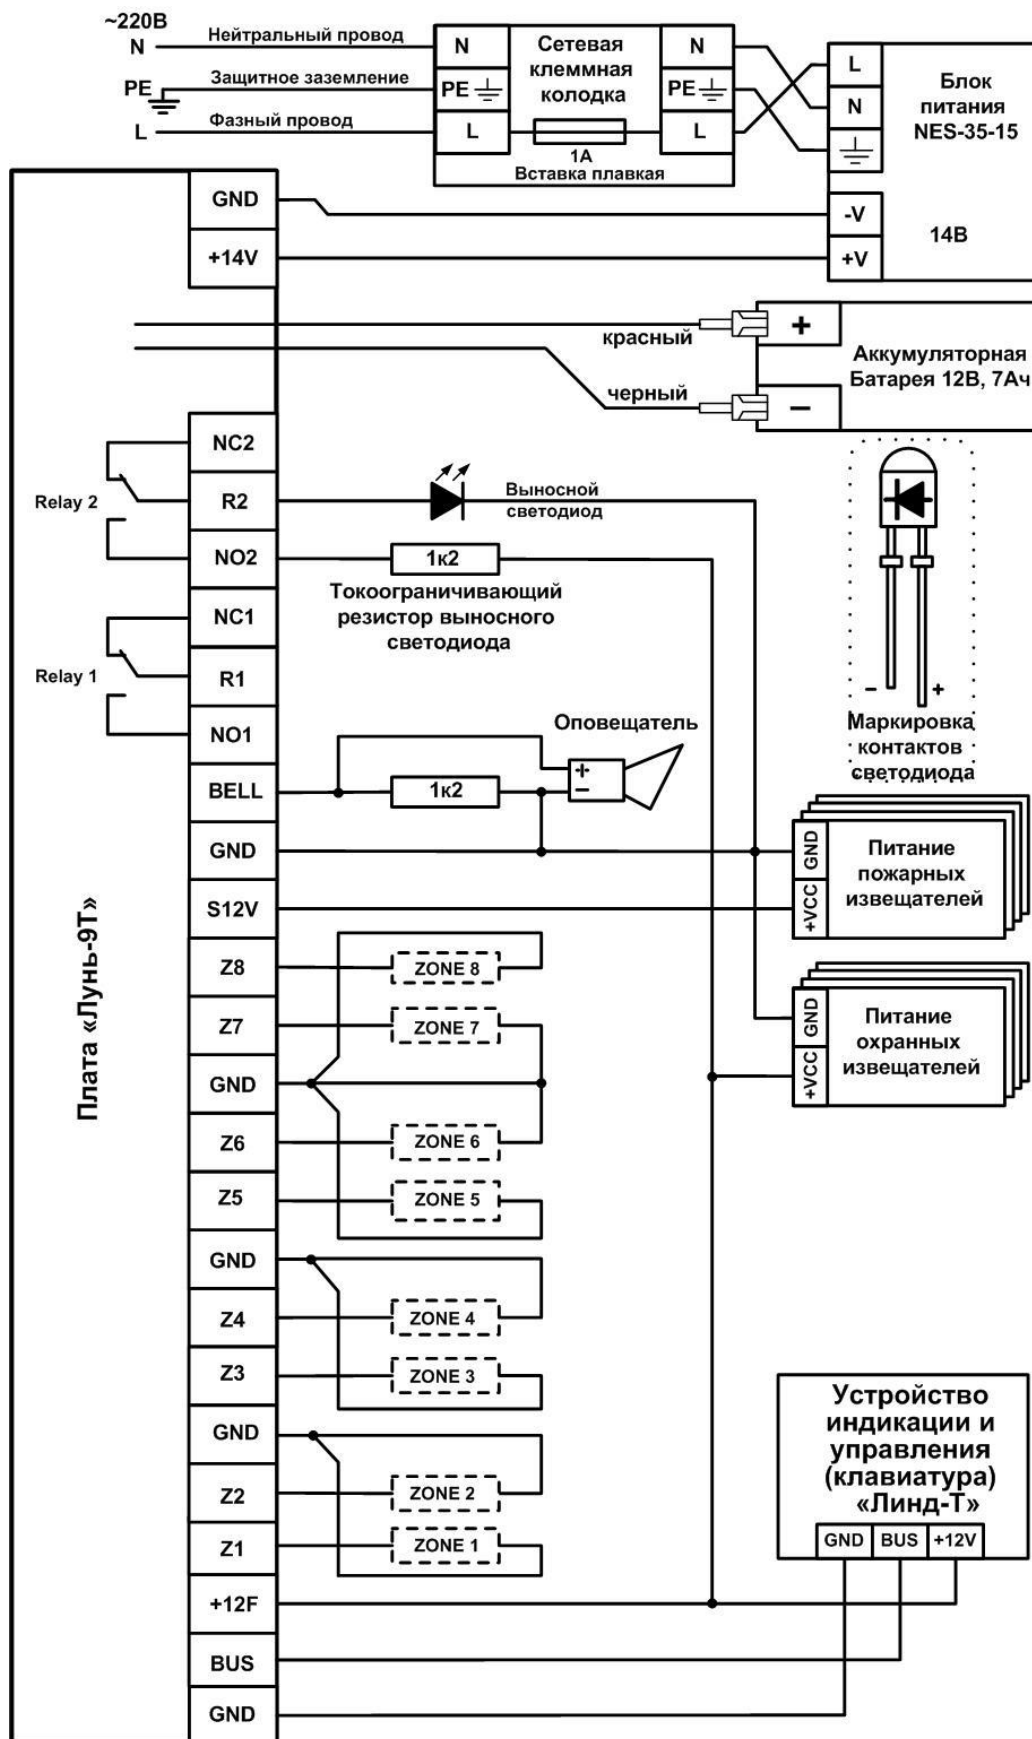 ~220В
N
Нейтральный провод
N
Сетевая
клеммная
колодка
N
L
Блок
питания
NES-35-15
PE
Защитное заземление
PE
PE
N
L
Фазный провод
L
L
1А
Вставка плавкая
GND
-V
14В
+14V
+V
красный
+
Аккумуляторная
Батарея 12В, 7Ач
черный
−
NC2
Relay 2
R2
Выносной
светодиод
NO2
1к2
Токоограничивающий
резистор выносного
светодиода
NC1
Relay 1
R1
NO1
− +
Маркировка
контактов
светодиода
Оповещатель
+
−
BELL
1к2
GND
GND
+VCC
Питание
пожарных
извещателей
S12V
Плата «Лунь-9Т»
Z8
ZONE 8
Z7
ZONE 7
GND
+VCC
Питание
охранных
извещателей
GND
Z6
ZONE 6
Z5
ZONE 5
GND
Z4
ZONE 4
Z3
ZONE 3
GND
Z2
ZONE 2
Z1
ZONE 1
Устройство
индикации и
управления
(клавиатура)
«Линд-Т»
GND BUS +12V
+12F
BUS
GND